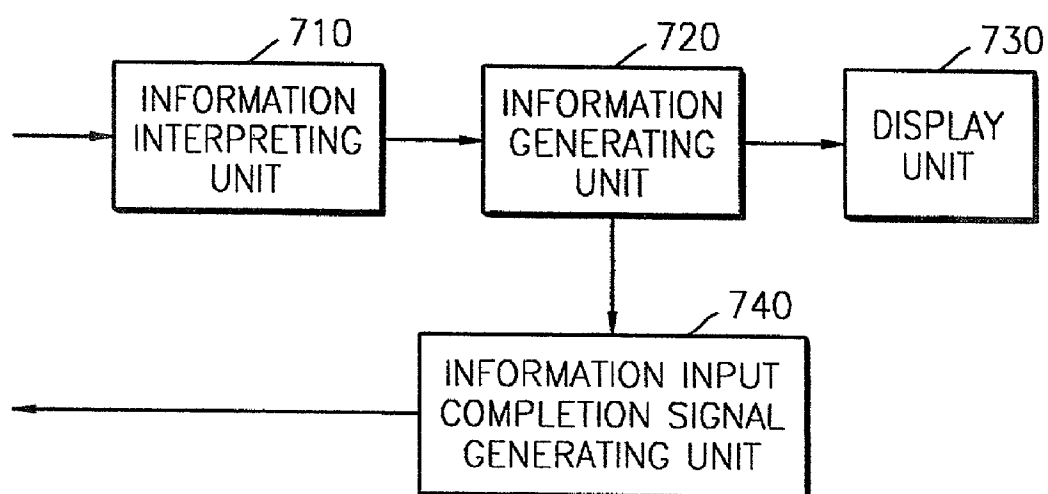 710
INFORMATION
INTERPRETING
UNIT
720
INFORMATION
GENERATING
UNIT
730
DISPLAY
UNIT
740
INFORMATION INPUT
COMPLETION SIGNAL
GENERATING UNIT